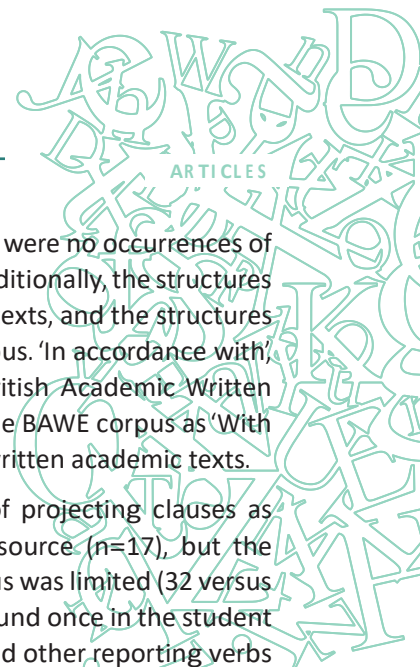 ARTICLES
were no occurrences of
ditionally, the structures
exts, and the structures
ous. ‘In accordance with’,
itish Academic Written
e BAWE corpus as ‘With
ritten academic texts.
of projecting clauses as
source (n=17), but the
us was limited (32 versus
und once in the student
d other reporting verbs